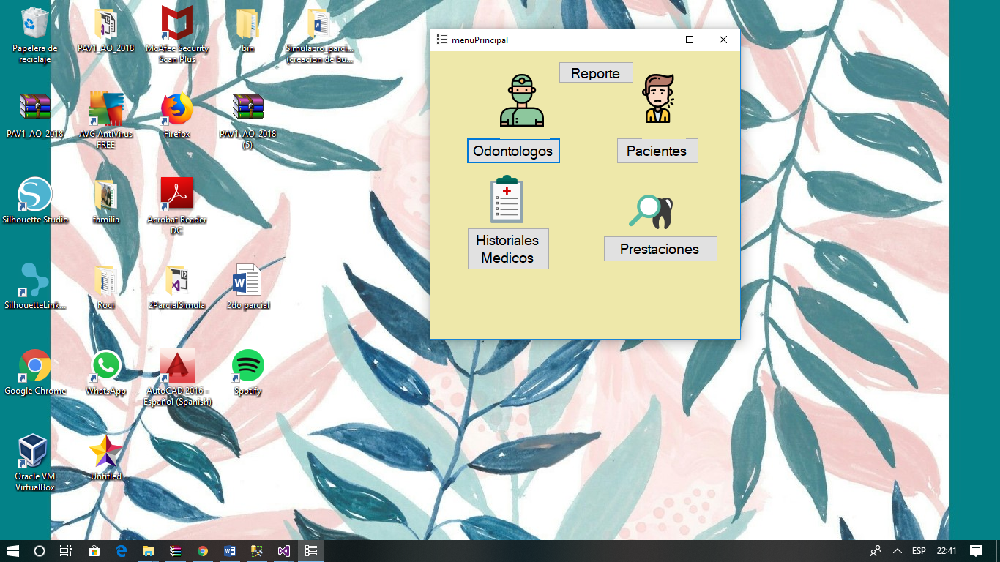 Papelera de
reciclaje
PAV1_AO_2018
McAfee Security
Scan Plus
bin
Simulacro_parci...
(creacion de bu...
PAV1_AO_2018
AVG AntiVirus
FREE
Firefox
PAV1_AO_2018
(5)
Silhouette Studio
familia
Acrobat Reader
DC
SilhouetteLink...
Roci
2ParcialSimula
2do parcial
Google Chrome
WhatsApp
AutoCAD 2016 -
Español (Spanish)
Spotify
Oracle VM
VirtualBox
Untitled
menuPrincipal
Reporte
Odontologos
Pacientes
Historiales
Medicos
Prestaciones
ESP
22:41